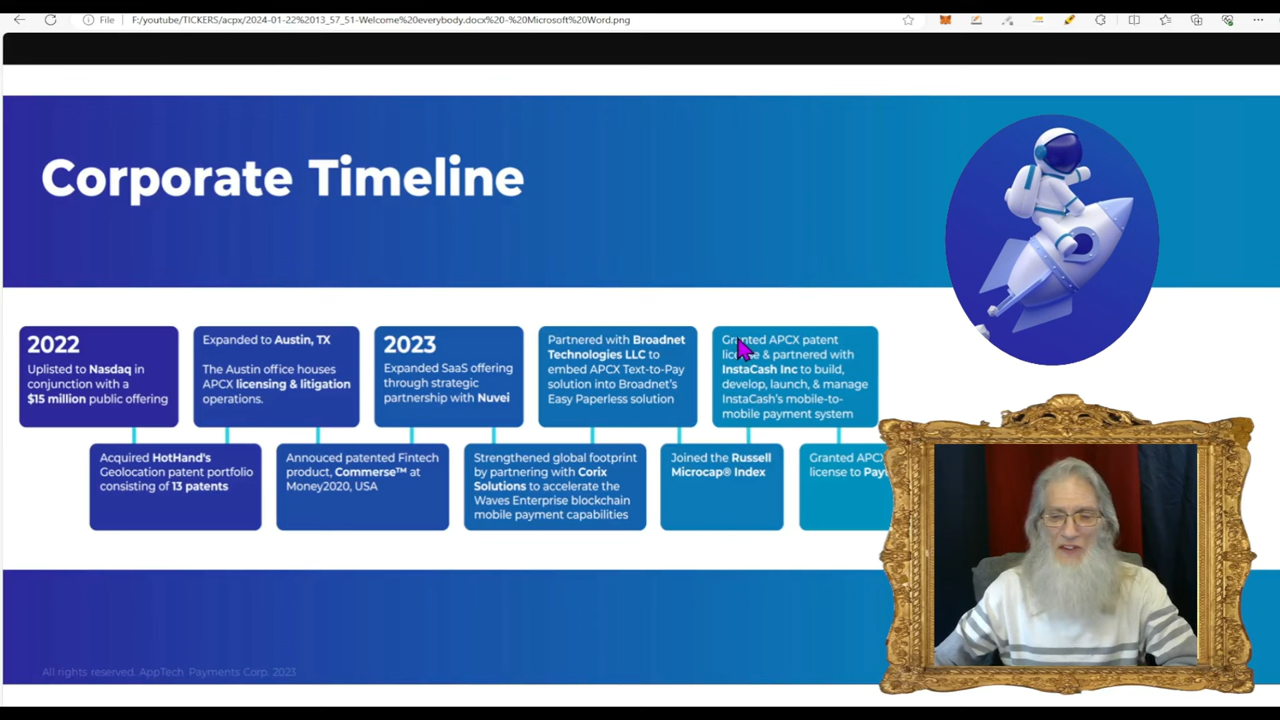 File
F:/youtube/TICKERS/acpx/2024-01-22%2013_57_51-Welcome%20everybody.docx%20-%20Microsoft%20Word.png
Corporate Timeline
2022
Uplisted to Nasdaq in
conjunction with a
$15 million public offering
Expanded to Austin, TX
The Austin office houses
APCX licensing & litigation
operations.
2023
Expanded SaaS offering
through strategic
partnership with Nuvei
Partnered with Broadnet
Technologies LLC to
embed APCX Text-to-Pay
solution into Broadnet's
Easy Paperless solution
Granted APCX patent
& partnered with
InstaCash Inc to build,
develop, launch, & manage
InstaCash's mobile-to-
mobile payment system
Acquired HotHand's
Geolocation patent portfolio
consisting of 13 patents
Annouced patented Fintech
product, Commerse™ at
Money2020, USA
Strengthened global footprint
by partnering with Corix
Solutions to accelerate the
Waves Enterprise blockchain
mobile payment capabilities
Joined the Russell
Microcap® Index
Granted APCX
license to
All rights reserved. AppTech Payments Corp. 2023